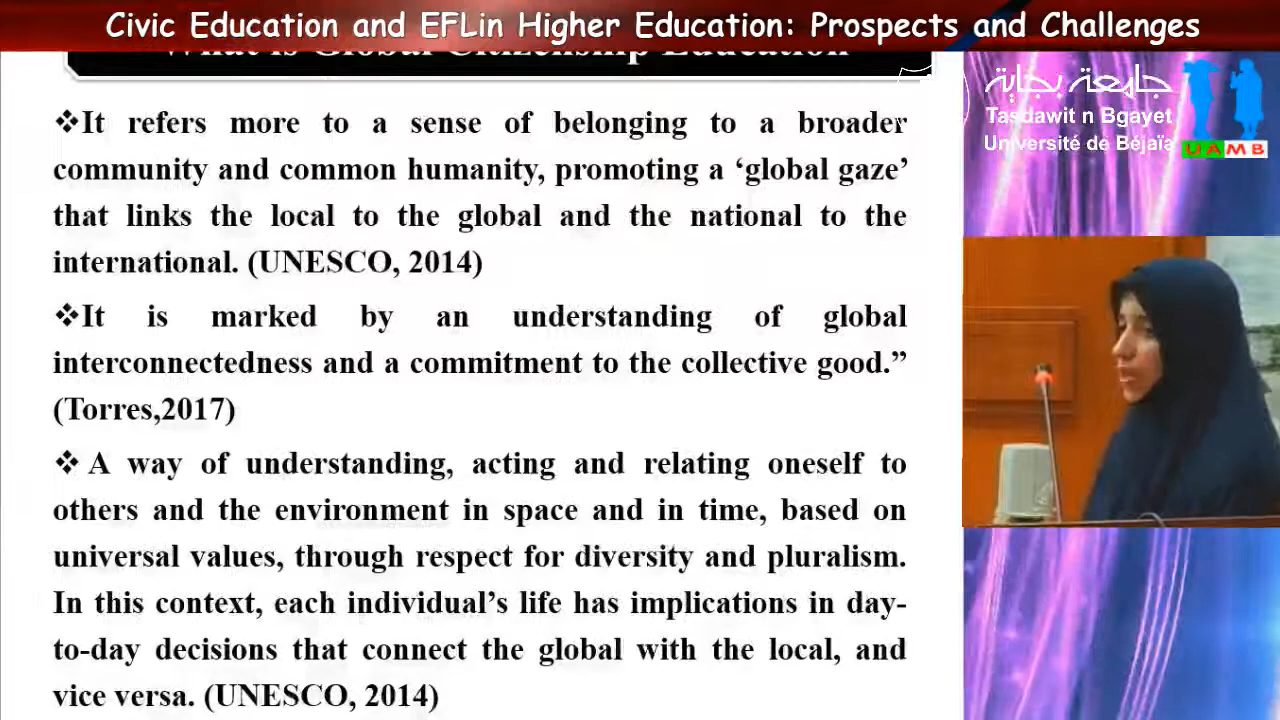 Civic Education and EFLin Higher Education: Prospects and Challenges
What is Global Citizenship Education
❖It refers more to a sense of belonging to a broader
community and common humanity, promoting a ‘global gaze’
that links the local to the global and the national to the
international. (UNESCO, 2014)
❖It is marked by an understanding of global
interconnectedness and a commitment to the collective good.”
(Torres,2017)
❖ A way of understanding, acting and relating oneself to
others and the environment in space and in time, based on
universal values, through respect for diversity and pluralism.
In this context, each individual’s life has implications in day-
to-day decisions that connect the global with the local, and
vice versa. (UNESCO, 2014)
جامعة بجاية
Tasdawit n Bgayet
Université de Béjaïa
UAMB